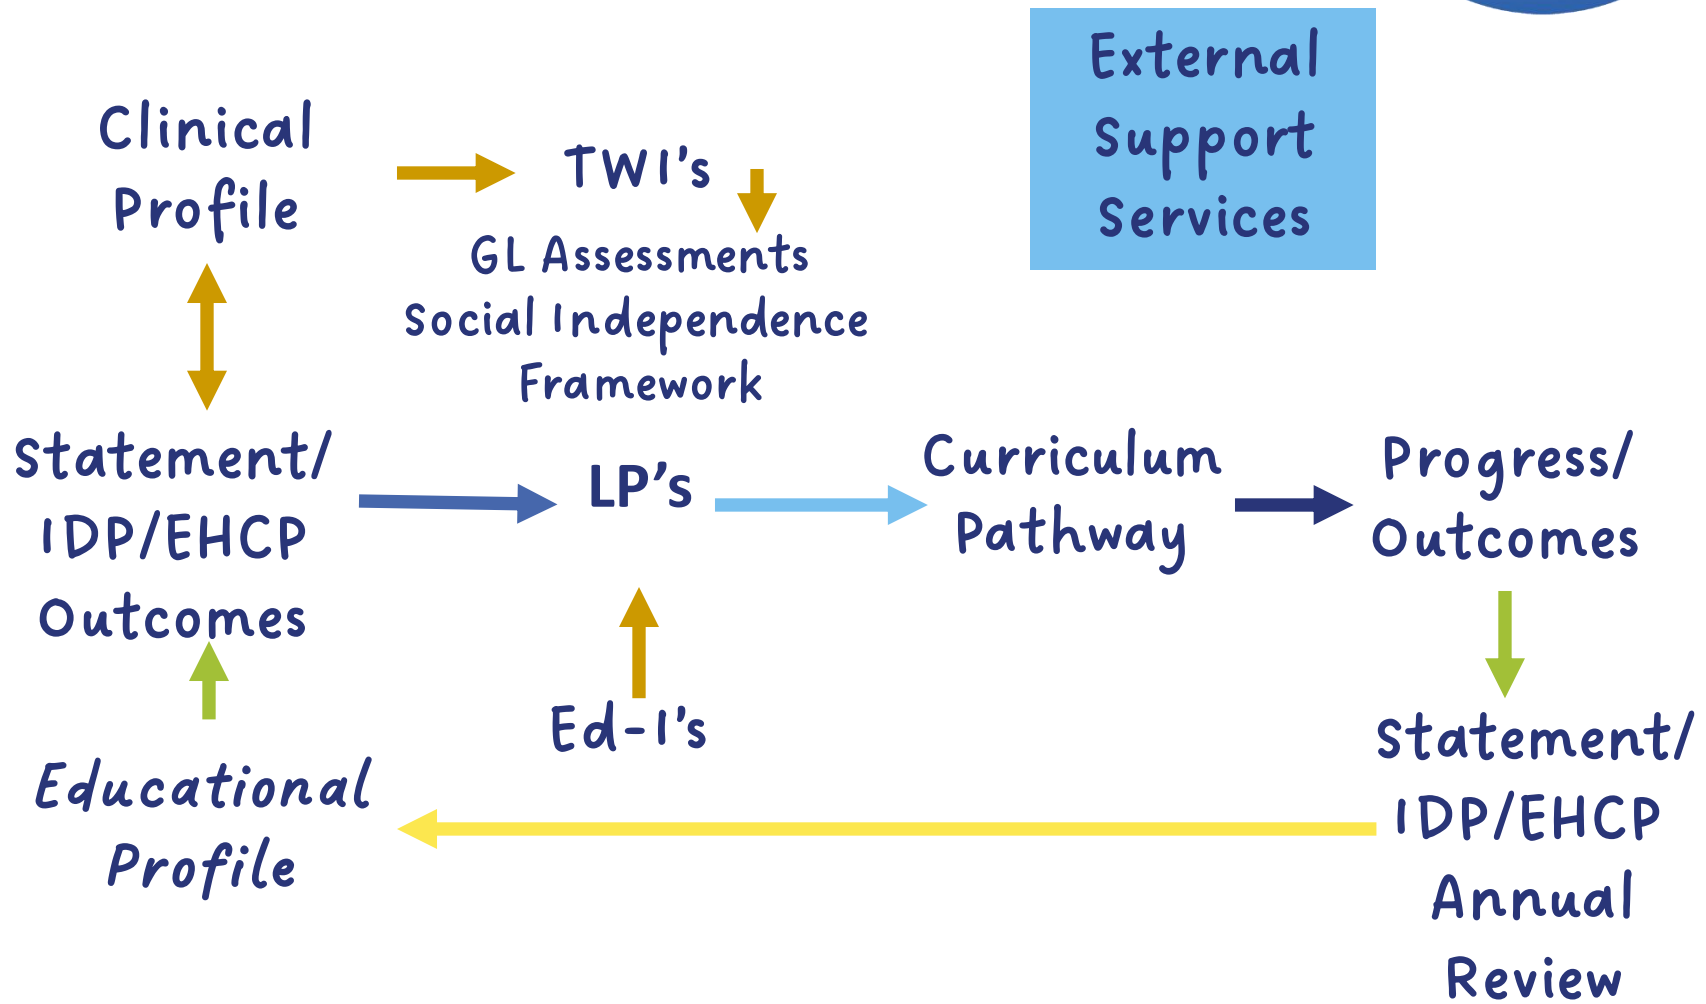 External
Support
Services
Clinical
Profile
TWI's
GL Assessments
Social Independence
Framework
Statement/
IDP/EHCP
Outcomes
LP's
Curriculum
Pathway
Progress/
Outcomes
Ed-I's
Educational
Profile
Statement/
IDP/EHCP
Annual
Review